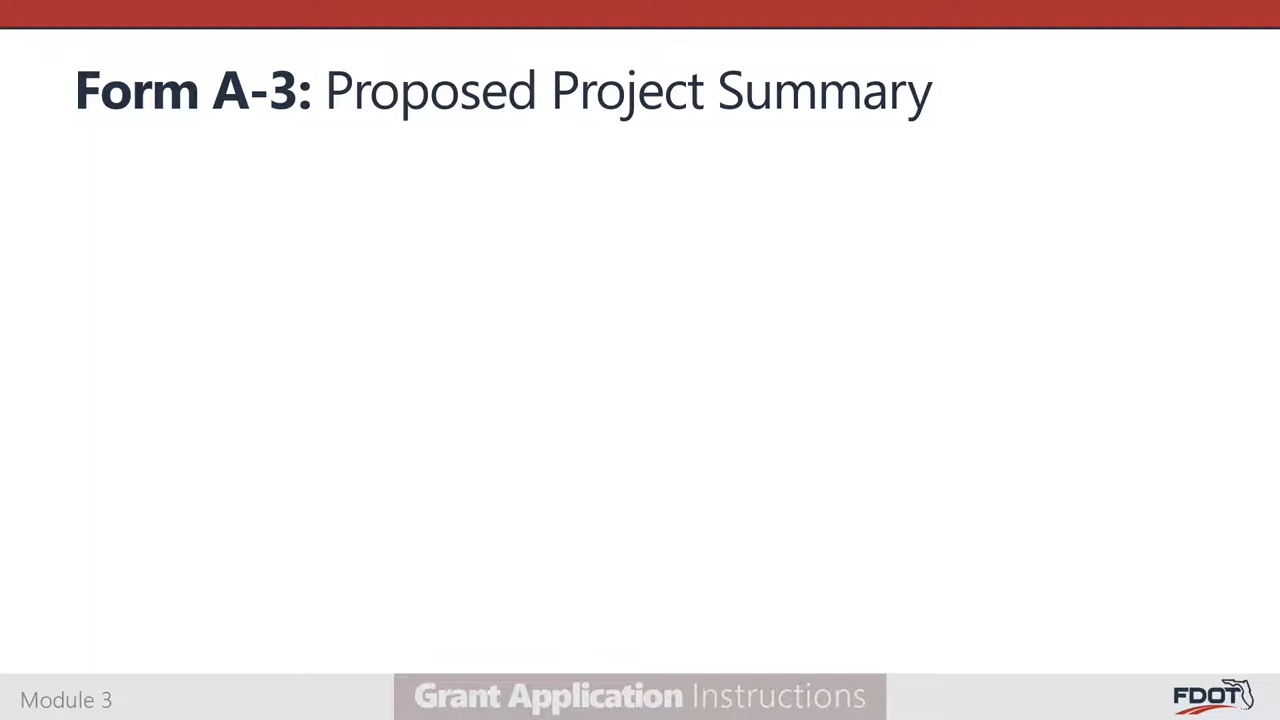 Form A-3: Proposed Project Summary
Module 3
Grant Application Instructions
FDOT